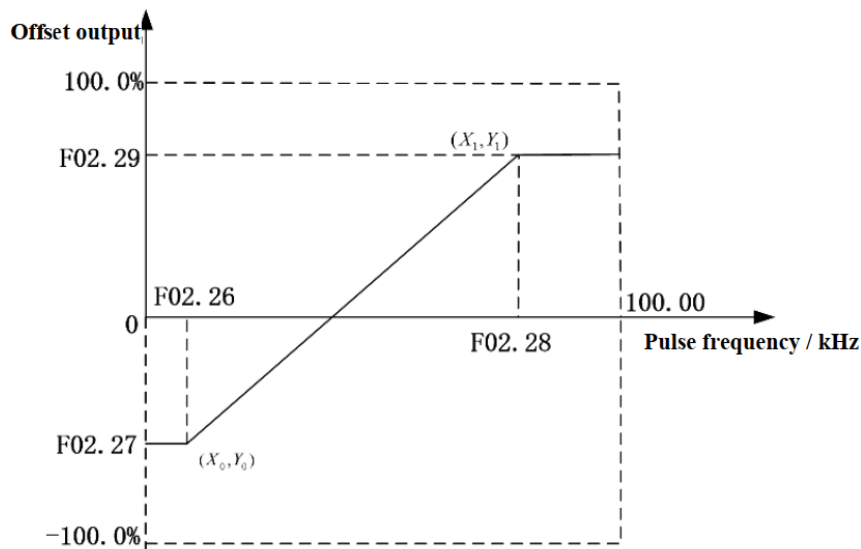 Offset output
100.0%
(X₁,Y₁)
F02.29
F02.26
100.00
0
F02.28
Pulse frequency / kHz
F02.27
(X₀,Y₀)
-100.0%